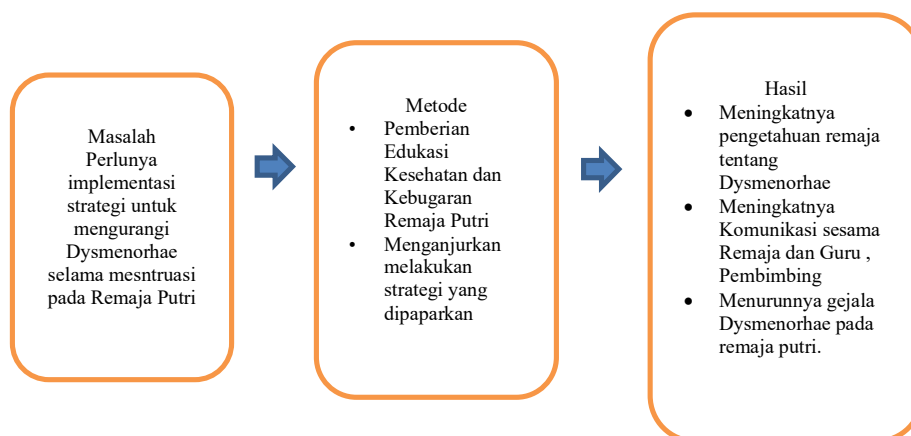 Masalah
Perlunya
implementasi
strategi untuk
mengurangi
Dysmenorhae
selama mesntruasi
pada Remaja Putri
Metode
• Pemberian
Edukasi
Kesehatan dan
Kebugaran
Remaja Putri
• Menganjurkan
melakukan
strategi yang
dipaparkan
Hasil
• Meningkatnya
pengetahuan remaja
tentang
Dysmenorhae
• Meningkatnya
Komunikasi sesama
Remaja dan Guru ,
Pembimbing
• Menurunnya gejala
Dysmenorhae pada
remaja putri.